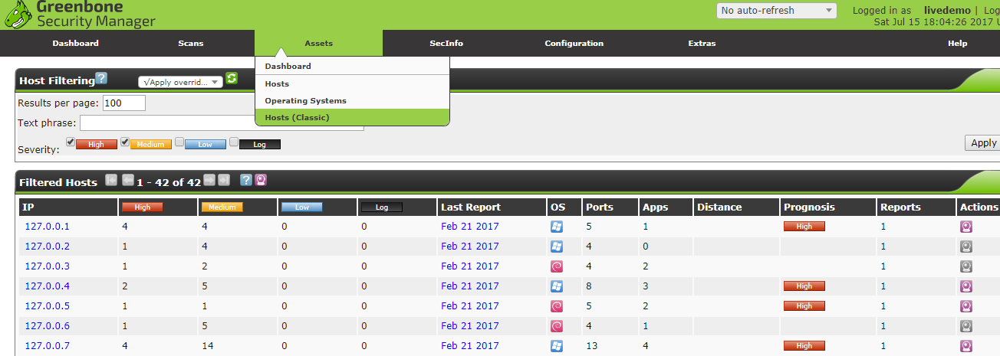 Greenbone
Security Manager
No auto-refresh
Logged in as livedemo | Log
Sat Jul 15 18:04:26 2017 U
Dashboard Scans Assets SecInfo Configuration Extras Help
Dashboard
Hosts
Operating Systems
Hosts (Classic)
Host Filtering ? √Apply overrid...
Results per page: 100
Text phrase:
Severity: High Medium Low Log
Apply
Filtered Hosts 1 - 42 of 42 ?
IP High Medium Low Log Last Report OS Ports Apps Distance Prognosis Reports Actions
127.0.0.1 4 4 0 0 Feb 21 2017 5 1 High 1
127.0.0.2 1 4 0 0 Feb 21 2017 4 0 1
127.0.0.3 1 2 0 0 Feb 21 2017 4 2 1
127.0.0.4 2 5 0 0 Feb 21 2017 8 3 High 1
127.0.0.5 1 1 0 0 Feb 21 2017 5 2 High 1
127.0.0.6 1 5 0 0 Feb 21 2017 4 1 1
127.0.0.7 4 14 0 0 Feb 21 2017 13 4 High 1